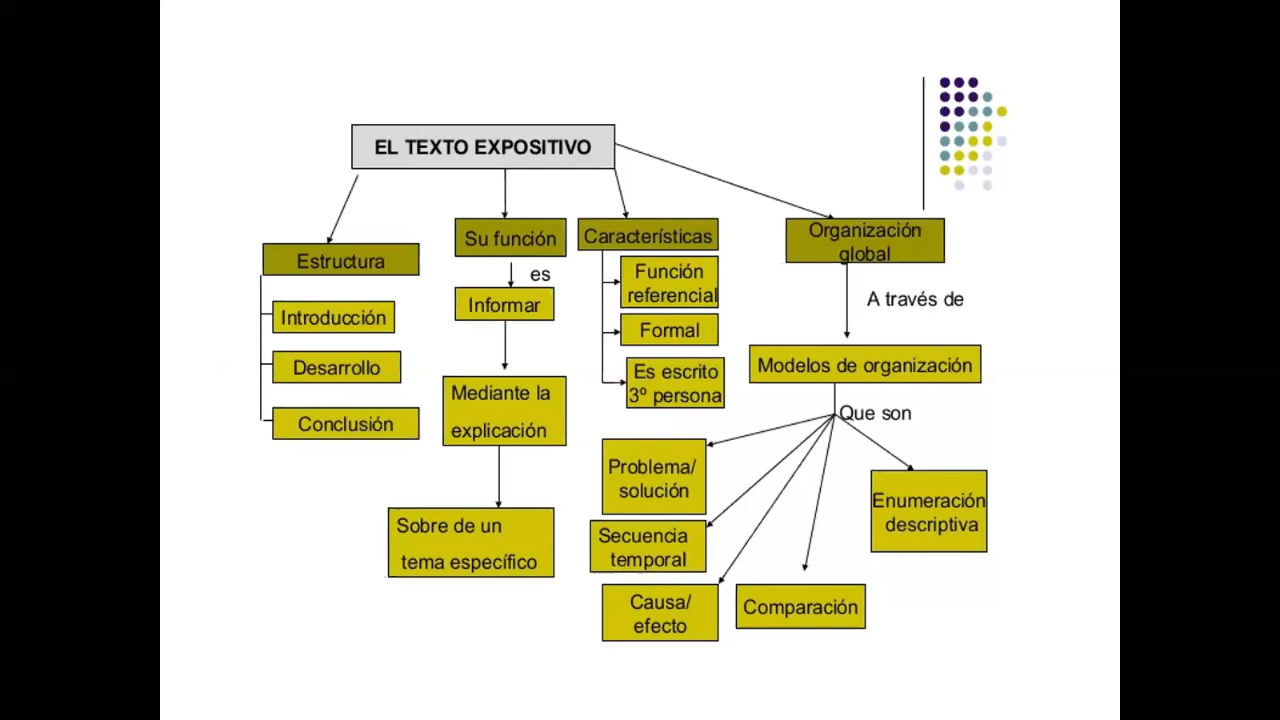 EL TEXTO EXPOSITIVO
Estructura
Introducción
Desarrollo
Conclusión
Su función
es
Informar
Mediante la
explicación
Sobre de un
tema específico
Características
Función
referencial
Formal
Es escrito
3º persona
Organización
global
A través de
Modelos de organización
Que son
Problema/
solución
Secuencia
temporal
Causa/
efecto
Comparación
Enumeración
descriptiva